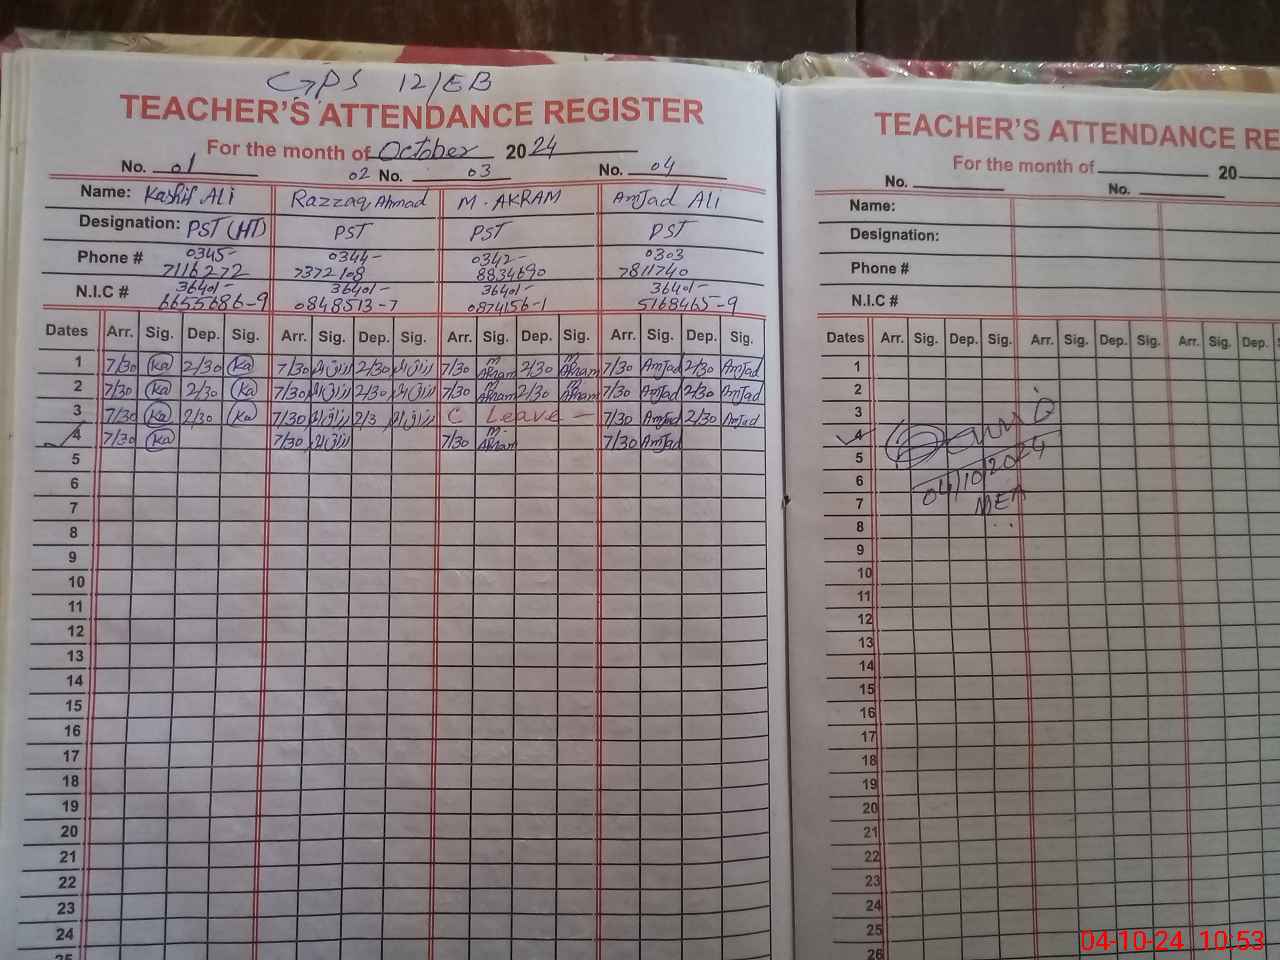 GPS 12/EB
TEACHER'S ATTENDANCE REGISTER
For the month of October 2024
No. 01 02 No. 03 No. 04
Name: Kashif Ali Razzaq Ahmad M. AKRAM Amjad Ali
Designation: PST (HT) PST PST PST
Phone # 0345- 0344- 0342- 0303
7116272 7372108 8834690 7811740
N.I.C # 36401- 36401- 36401- 36401-
6655686-9 0848513-7 0874156-1 5168465-9
Dates Arr. Sig. Dep. Sig. Arr. Sig. Dep. Sig. Arr. Sig. Dep. Sig. Arr. Sig. Dep. Sig.
1 7/30 Ka 2/30 Ka 7/30 2/30 7/30 M Akram 2/30 M Akram 7/30 Amjad 2/30 Amjad
2 7/30 Ka 2/30 Ka 7/30 2/30 7/30 M Akram 2/30 M Akram 7/30 Amjad 2/30 Amjad
3 7/30 Ka 2/30 Ka 7/30 2/3 C Leave — 7/30 Amjad 2/30 Amjad
4 7/30 Ka 7/30 7/30 M. Akram 7/30 Amjad
5
6
7
8
9
10
11
12
13
14
15
16
17
18
19
20
21
22
23
24
25
TEACHER'S ATTENDANCE RE
For the month of 20
No. No.
Name:
Designation:
Phone #
N.I.C #
Dates Arr. Sig. Dep. Sig. Arr. Sig. Dep. Sig. Arr. Sig. Dep.
1
2
3
4
5
6 04/10/2024
7 MEA
8
9
10
11
12
13
14
15
16
17
18
19
20
21
22
23
24
25
26
04-10-24 10:53